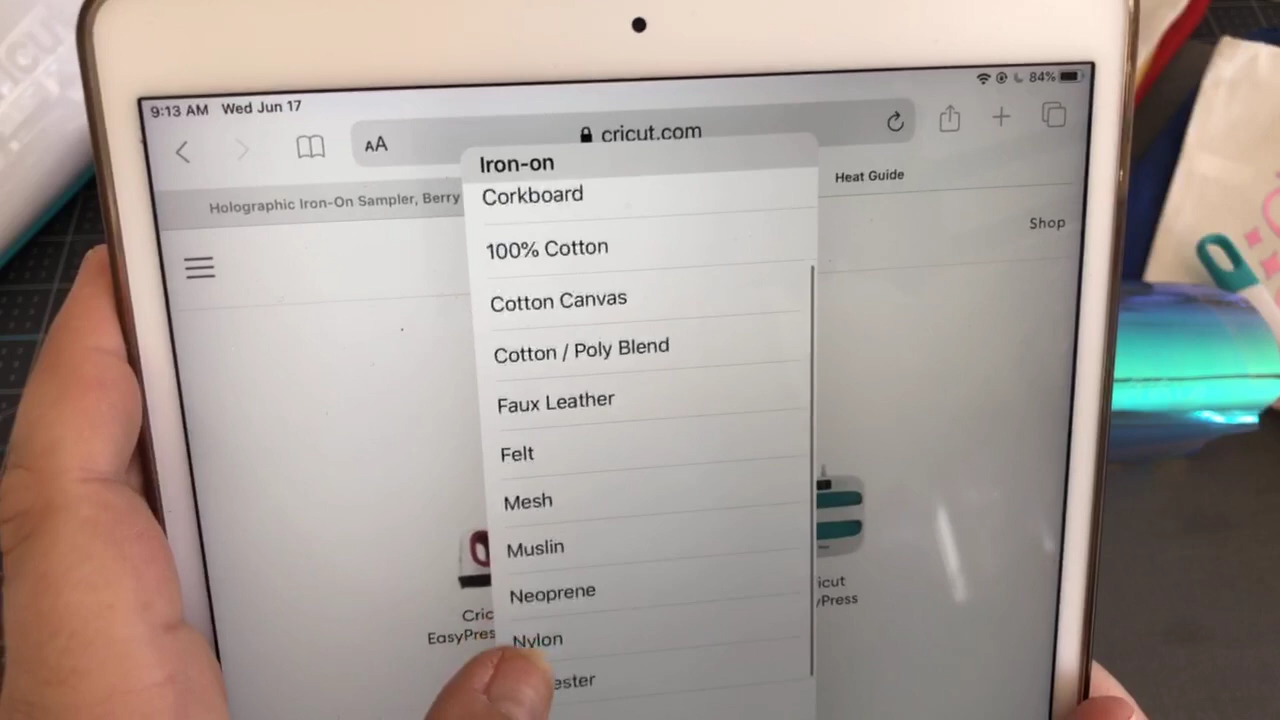 9:13 AM Wed Jun 17
84%
AA
cricut.com
Holographic Iron-On Sampler, Berry
Heat Guide
Shop
Iron-on
Corkboard
100% Cotton
Cotton Canvas
Cotton / Poly Blend
Faux Leather
Felt
Mesh
Muslin
Neoprene
Nylon
ester
Cric
EasyPres
icut
yPress